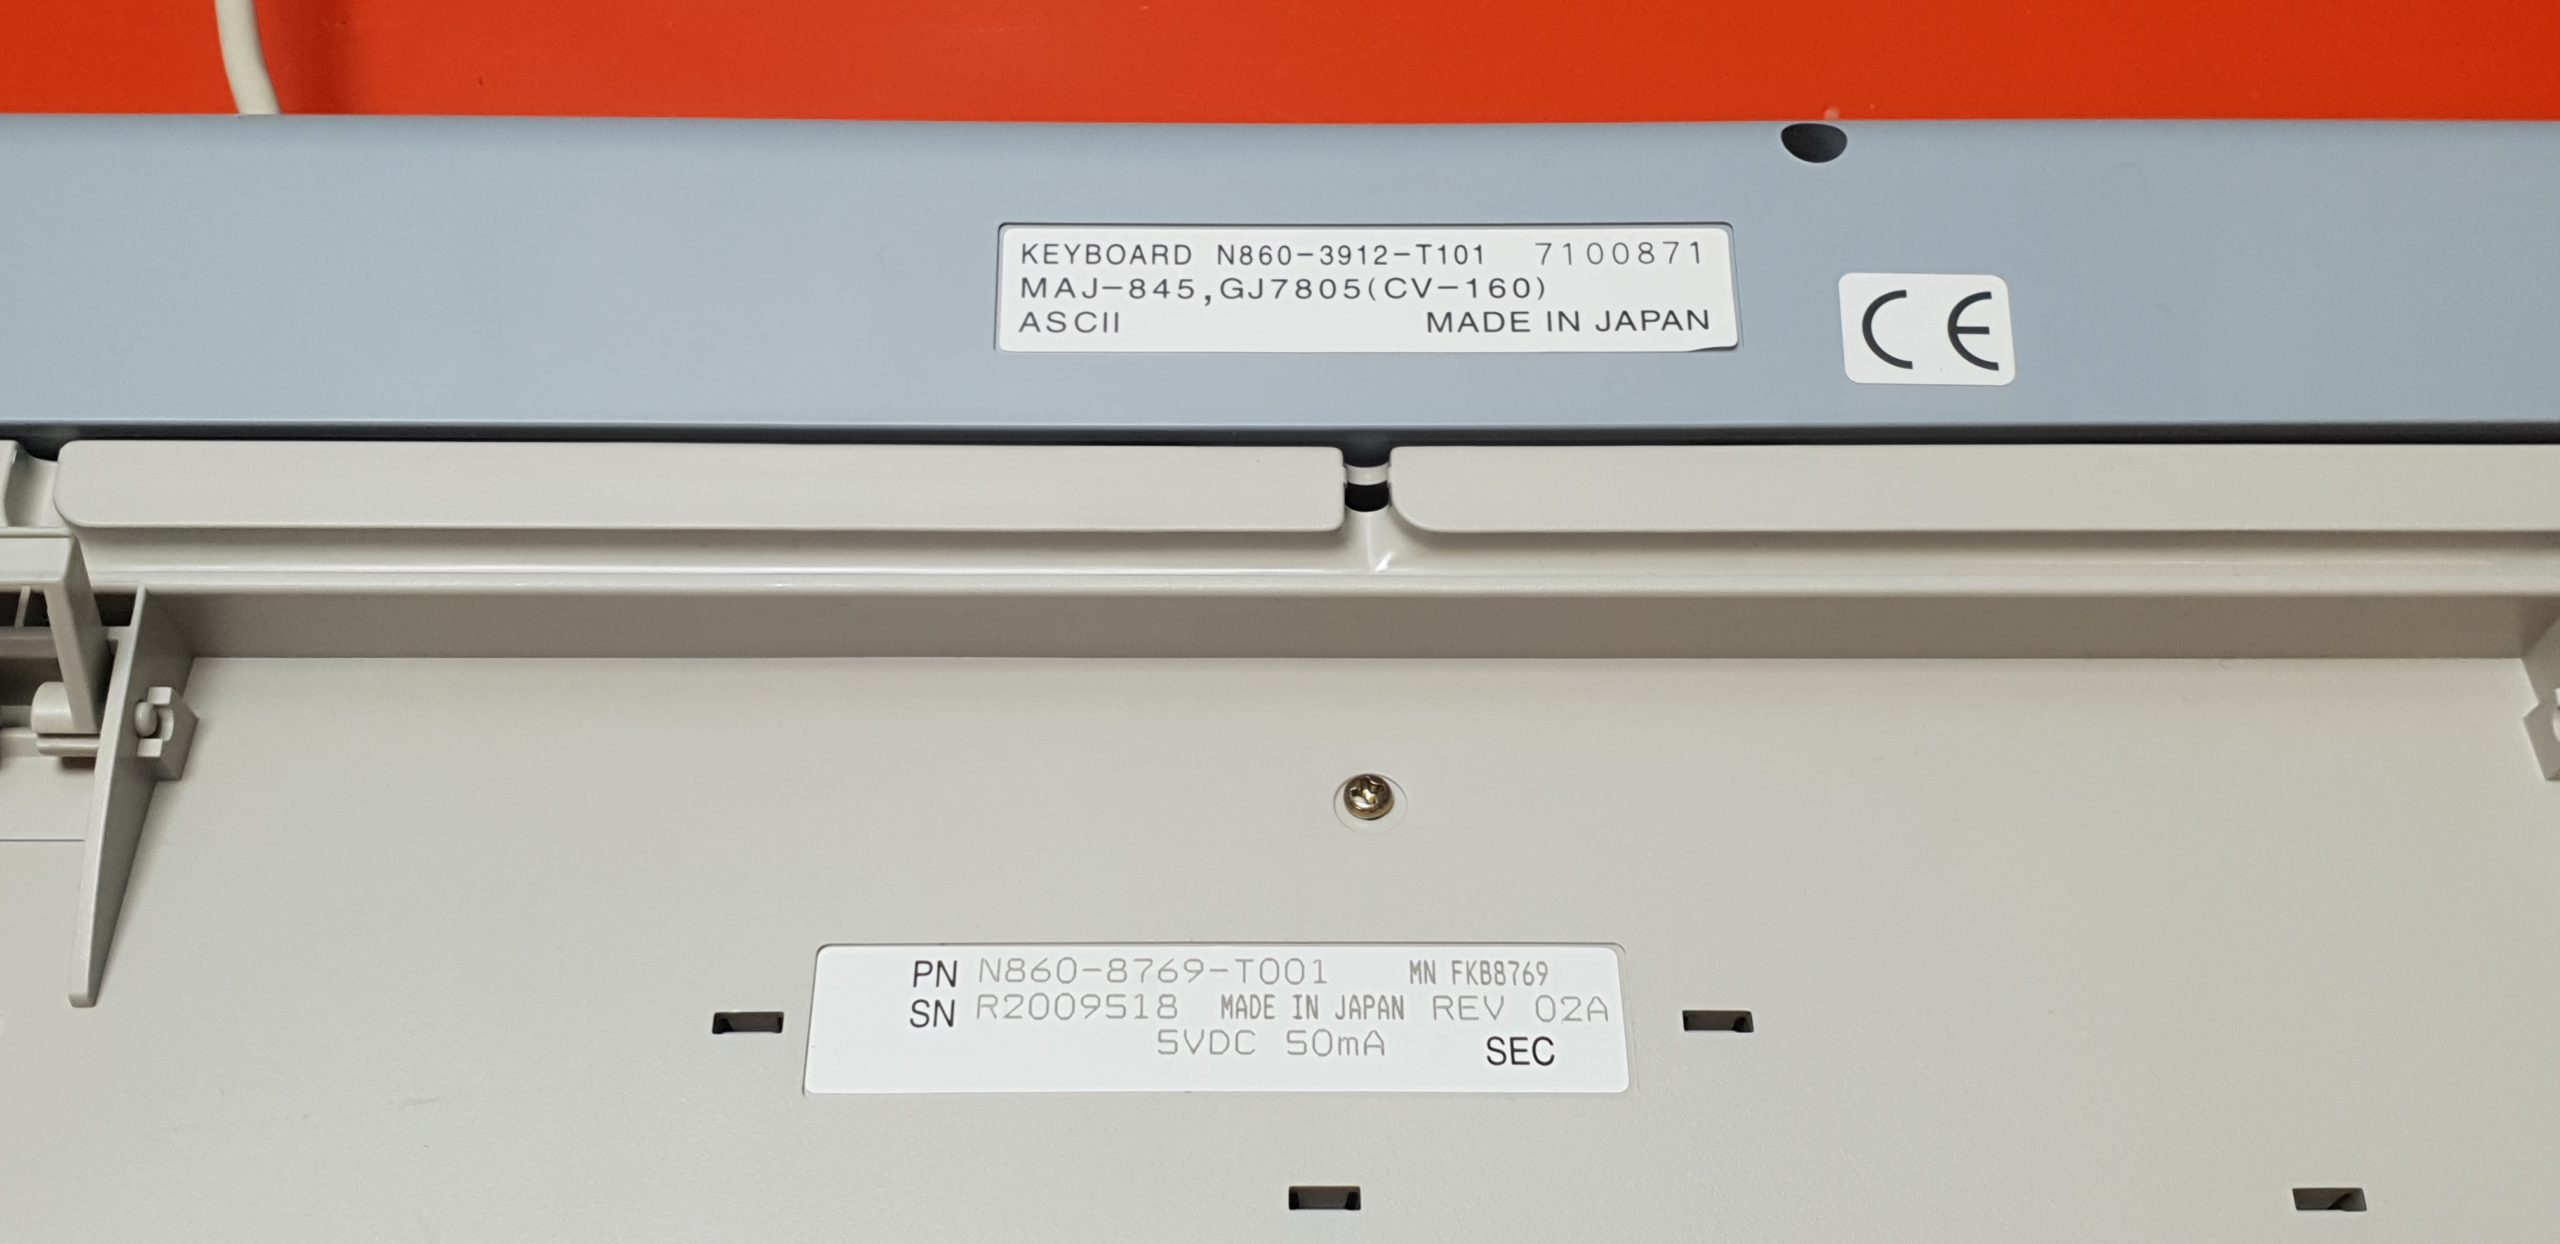 KEYBOARD N860-3912-T101 7100871
MAJ-845,GJ7805(CV-160)
ASCII MADE IN JAPAN
CE
PN N860-8769-T001 MN FKB8769
SN R2009518 MADE IN JAPAN REV 02A
5VDC 50mA SEC